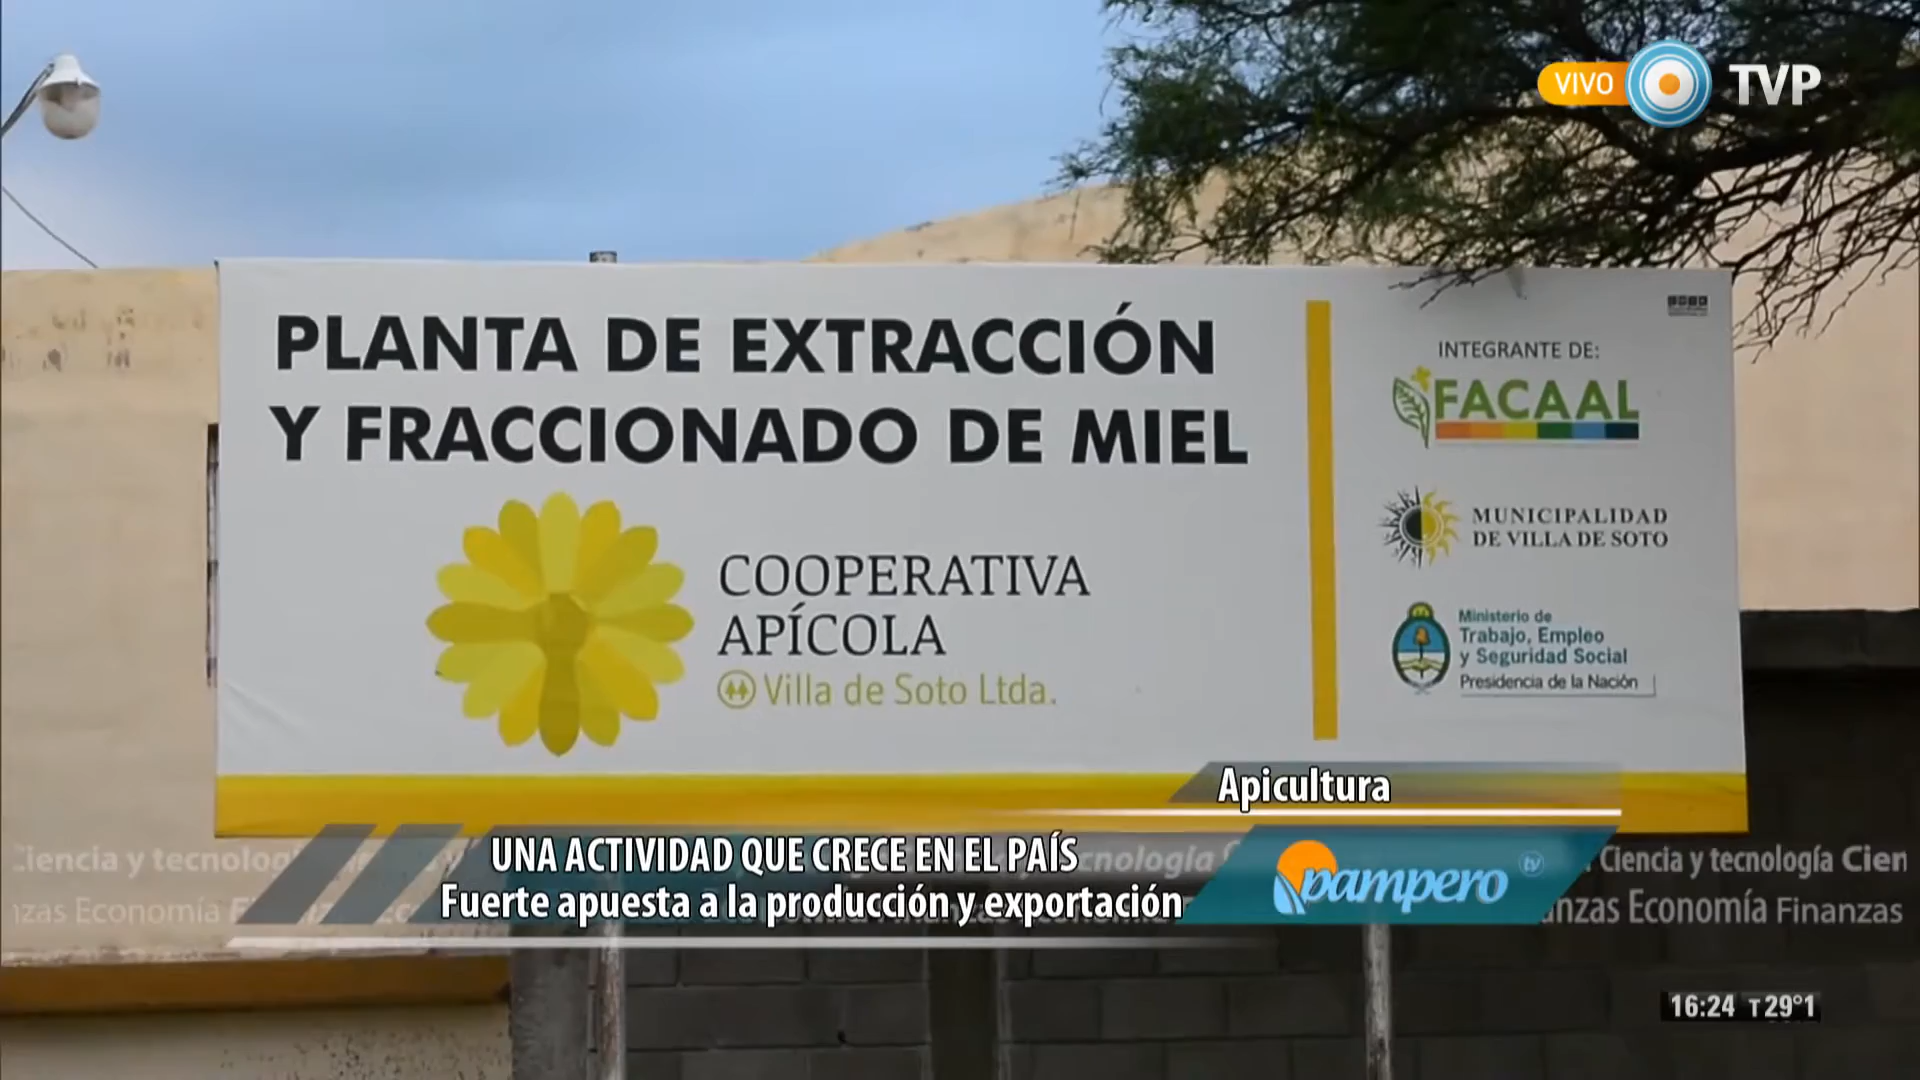 VIVO TVP
PLANTA DE EXTRACCIÓN
Y FRACCIONADO DE MIEL
COOPERATIVA
APÍCOLA
Villa de Soto Ltda.
INTEGRANTE DE:
FACAAL
MUNICIPALIDAD
DE VILLA DE SOTO
Ministerio de
Trabajo, Empleo
y Seguridad Social
Presidencia de la Nación
Apicultura
UNA ACTIVIDAD QUE CRECE EN EL PAÍS
Fuerte apuesta a la producción y exportación
pampero tv
Ciencia y tecnología Cien
Economía Finanzas
16:24 T 29°1